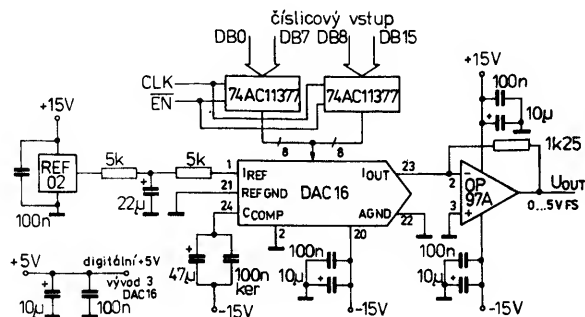 číslicový vstup
DB0 DB7 DB8 DB15
CLK
EN
74AC11377
74AC11377
+15V
100n
10µ
1k25
+15V
REF
02
100n
5k
22µ
5k
8
8
1
IREF
21
REFGND
24
CCOMP
DAC16
IOUT
23
AGND
22
2
20
2
3
OP
97A
UOUT
0...5V FS
47µ
100n
ker
-15V
100n
10µ
-15V
100n
10µ
-15V
+5V
digitální+5V
vývod 3
DAC16
10µ
100n